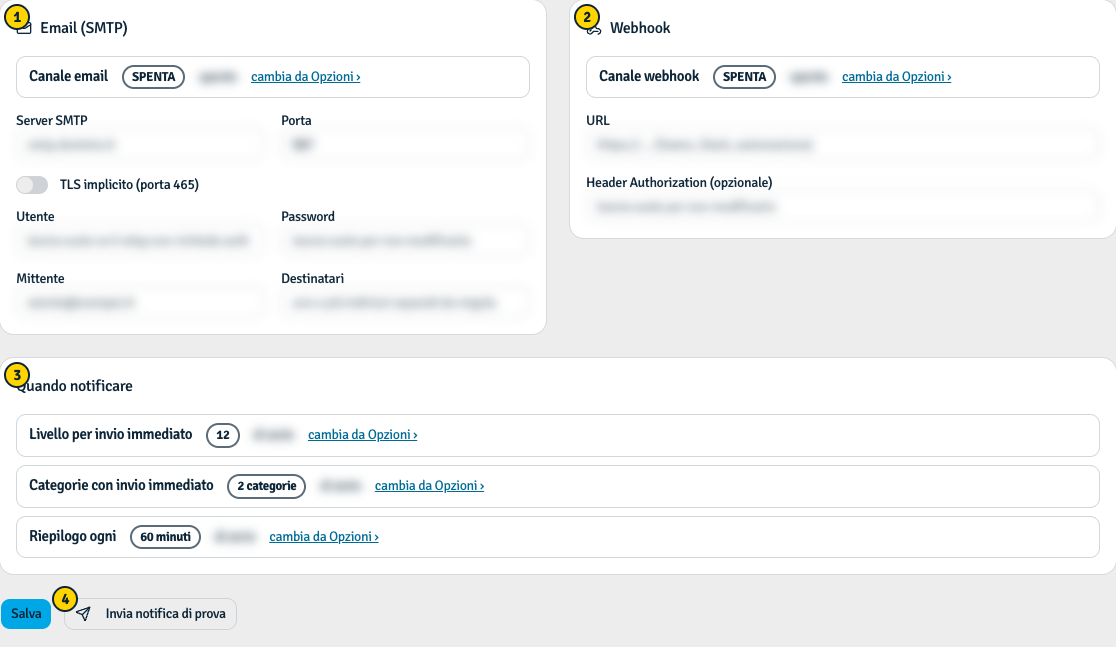 1
Email (SMTP)
Canale email SPENTA cambia da Opzioni ›
Server SMTP
Porta
TLS implicito (porta 465)
Utente
Password
Mittente
Destinatari
2
Webhook
Canale webhook SPENTA cambia da Opzioni ›
URL
Header Authorization (opzionale)
3
Quando notificare
Livello per invio immediato 12 cambia da Opzioni ›
Categorie con invio immediato 2 categorie cambia da Opzioni ›
Riepilogo ogni 60 minuti cambia da Opzioni ›
Salva
4
Invia notifica di prova